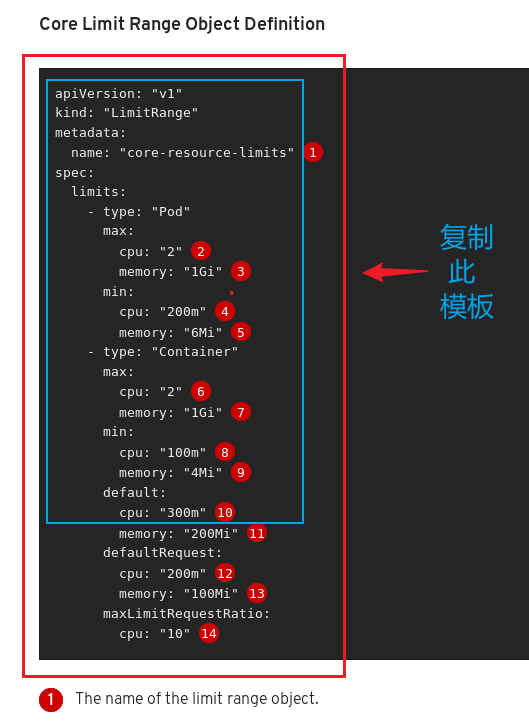 Core Limit Range Object Definition
apiVersion: "v1"
kind: "LimitRange"
metadata:
  name: "core-resource-limits" 1
spec:
  limits:
    - type: "Pod"
      max:
        cpu: "2" 2
        memory: "1Gi" 3
      min:
        cpu: "200m" 4
        memory: "6Mi" 5
    - type: "Container"
      max:
        cpu: "2" 6
        memory: "1Gi" 7
      min:
        cpu: "100m" 8
        memory: "4Mi" 9
      default:
        cpu: "300m" 10
        memory: "200Mi" 11
      defaultRequest:
        cpu: "200m" 12
        memory: "100Mi" 13
      maxLimitRequestRatio:
        cpu: "10" 14
复制
此
模板
1 The name of the limit range object.